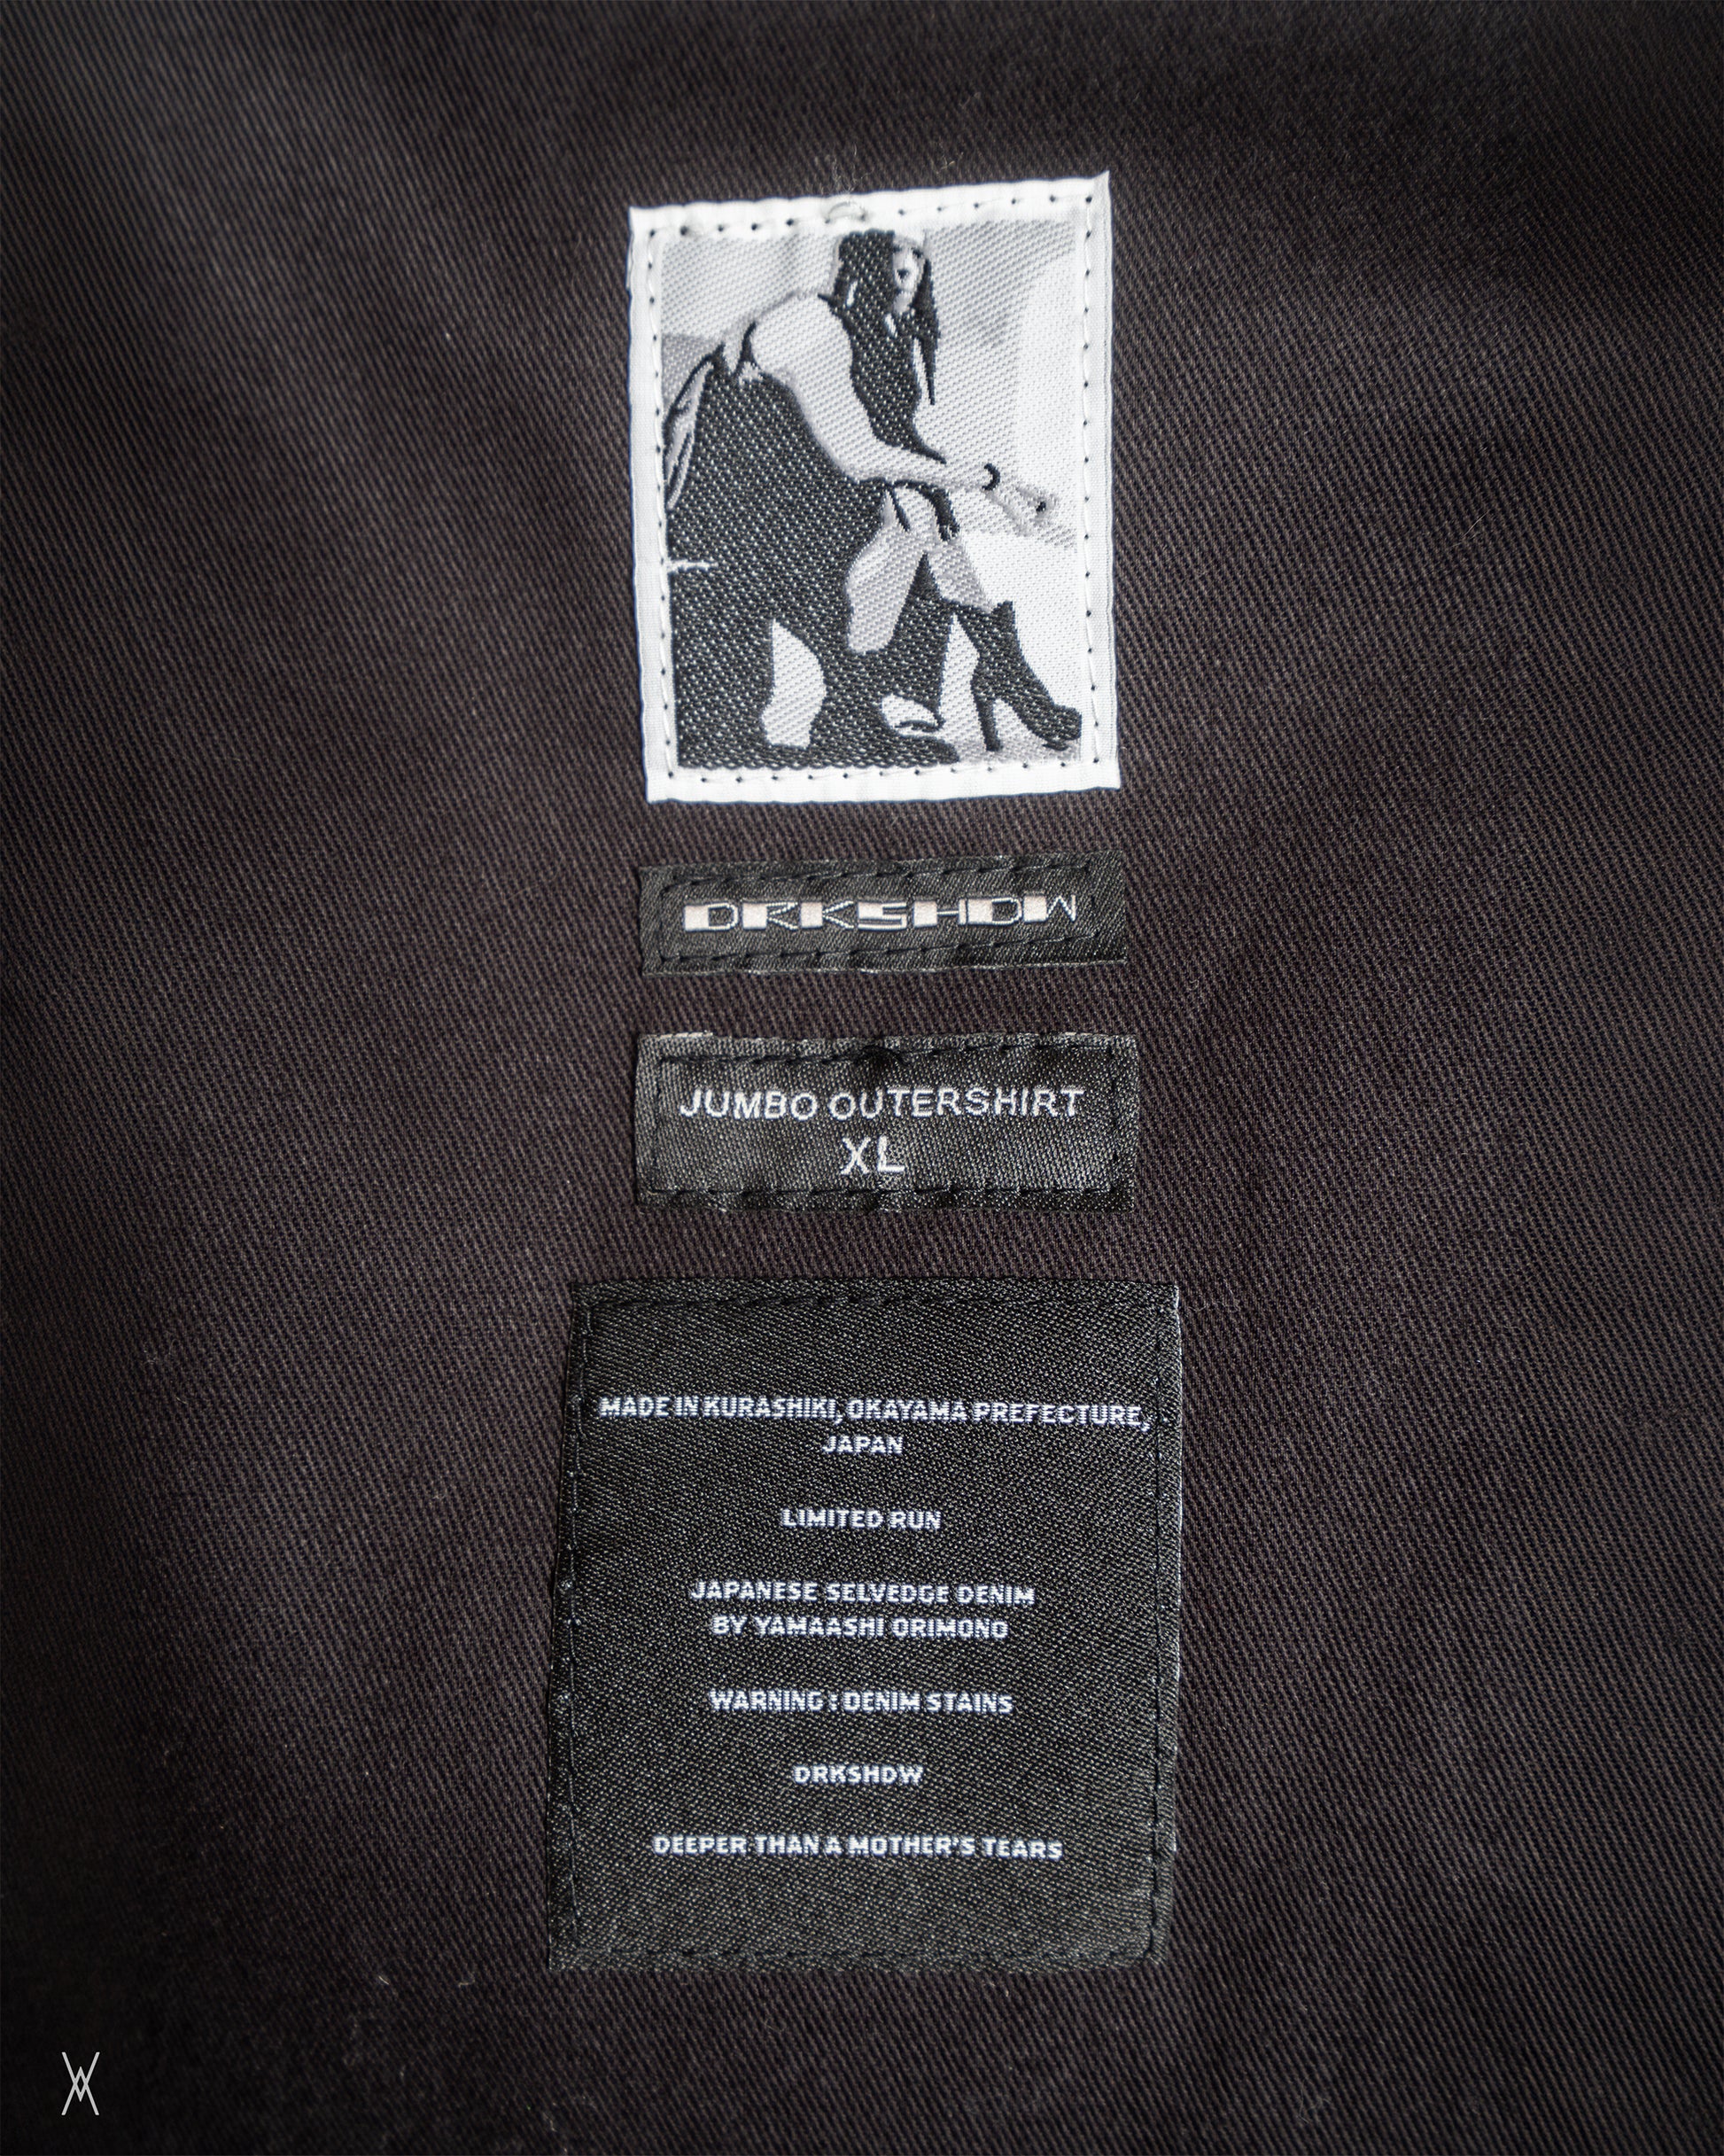 DRKSHDW
JUMBO OUTERSHIRT
XL
MADE IN KURASHIKI, OKAYAMA PREFECTURE,
JAPAN
LIMITED RUN
JAPANESE SELVEDGE DENIM
BY YAMAASHI ORIMONO
WARNING : DENIM STAINS
DRKSHDW
DEEPER THAN A MOTHER'S TEARS